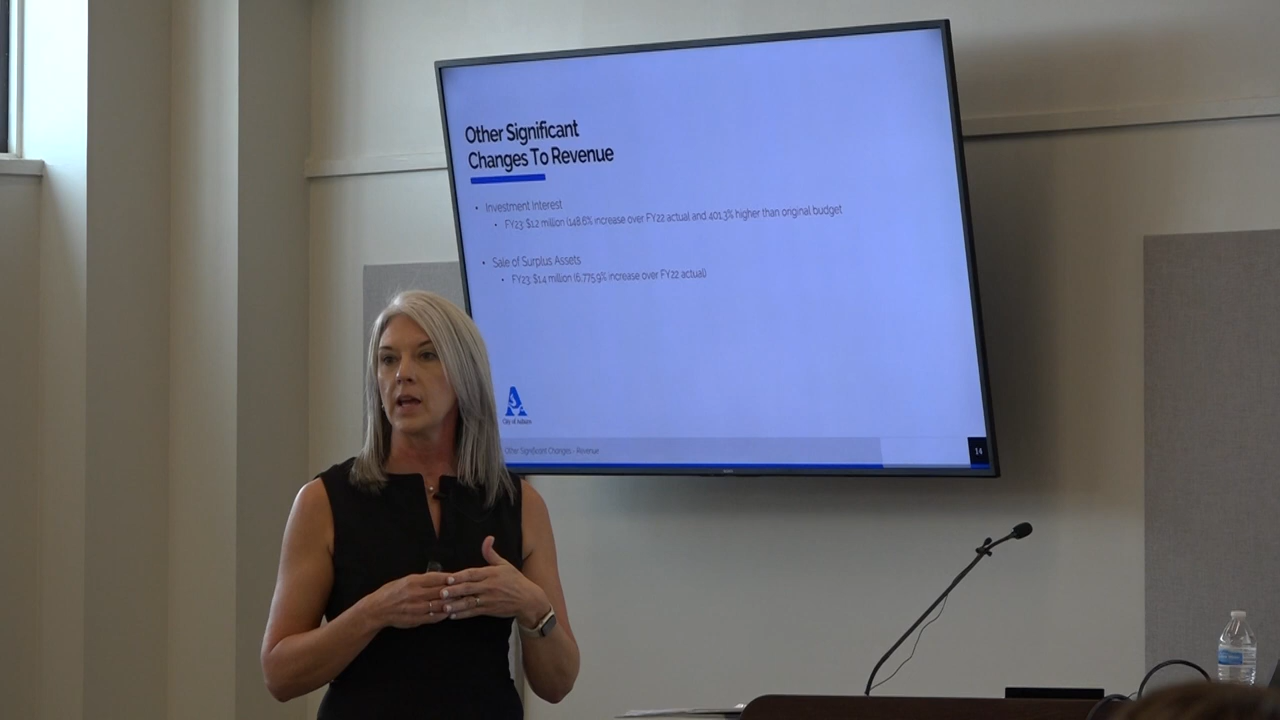 Other Significant
Changes To Revenue
• Investment Interest
• FY23: $1.2 million (148.6% increase over FY22 actual and 401.3% higher than original budget
• Sale of Surplus Assets
• FY23: $1.4 million (6,775.9% increase over FY22 actual)
City of Auburn
Other Significant Changes - Revenue
14